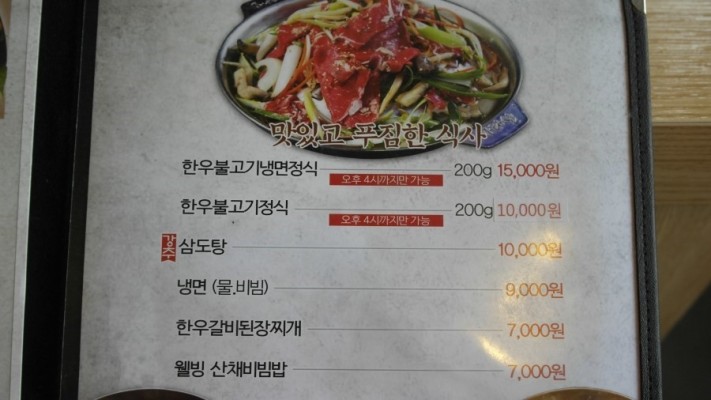 맛있고 푸짐한 식사
한우불고기냉면정식 200g 15,000원
오후 4시까지만 가능
한우불고기정식 200g 10,000원
오후 4시까지만 가능
강추 삼도탕 10,000원
냉면 (물.비빔) 9,000원
한우갈비된장찌개 7,000원
웰빙 산채비빔밥 7,000원